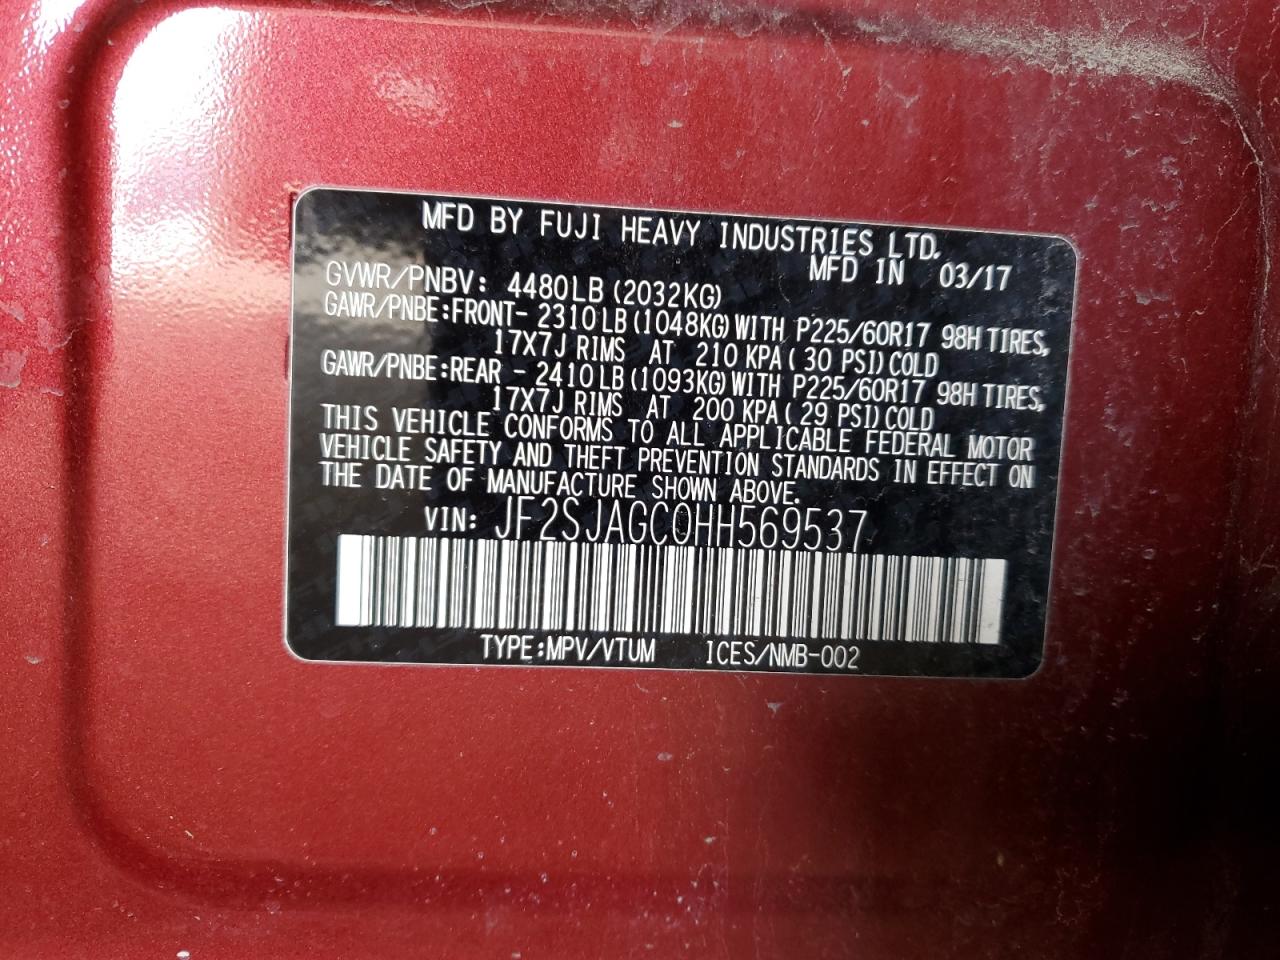 MFD BY FUJI HEAVY INDUSTRIES LTD.
MFD IN 03/17
GVWR/PNBV: 4480LB (2032KG)
GAWR/PNBE:FRONT- 2310 LB (1048KG) WITH P225/60R17 98H TIRES,
17X7J RIMS AT 210 KPA ( 30 PSI) COLD
GAWR/PNBE:REAR - 2410 LB (1093KG) WITH P225/60R17 98H TIRES,
17X7J RIMS AT 200 KPA ( 29 PSI) COLD
THIS VEHICLE CONFORMS TO ALL APPLICABLE FEDERAL MOTOR
VEHICLE SAFETY AND THEFT PREVENTION STANDARDS IN EFFECT ON
THE DATE OF MANUFACTURE SHOWN ABOVE.
VIN: JF2SJAGC0HH569537
TYPE:MPV/VTUM ICES/NMB-002